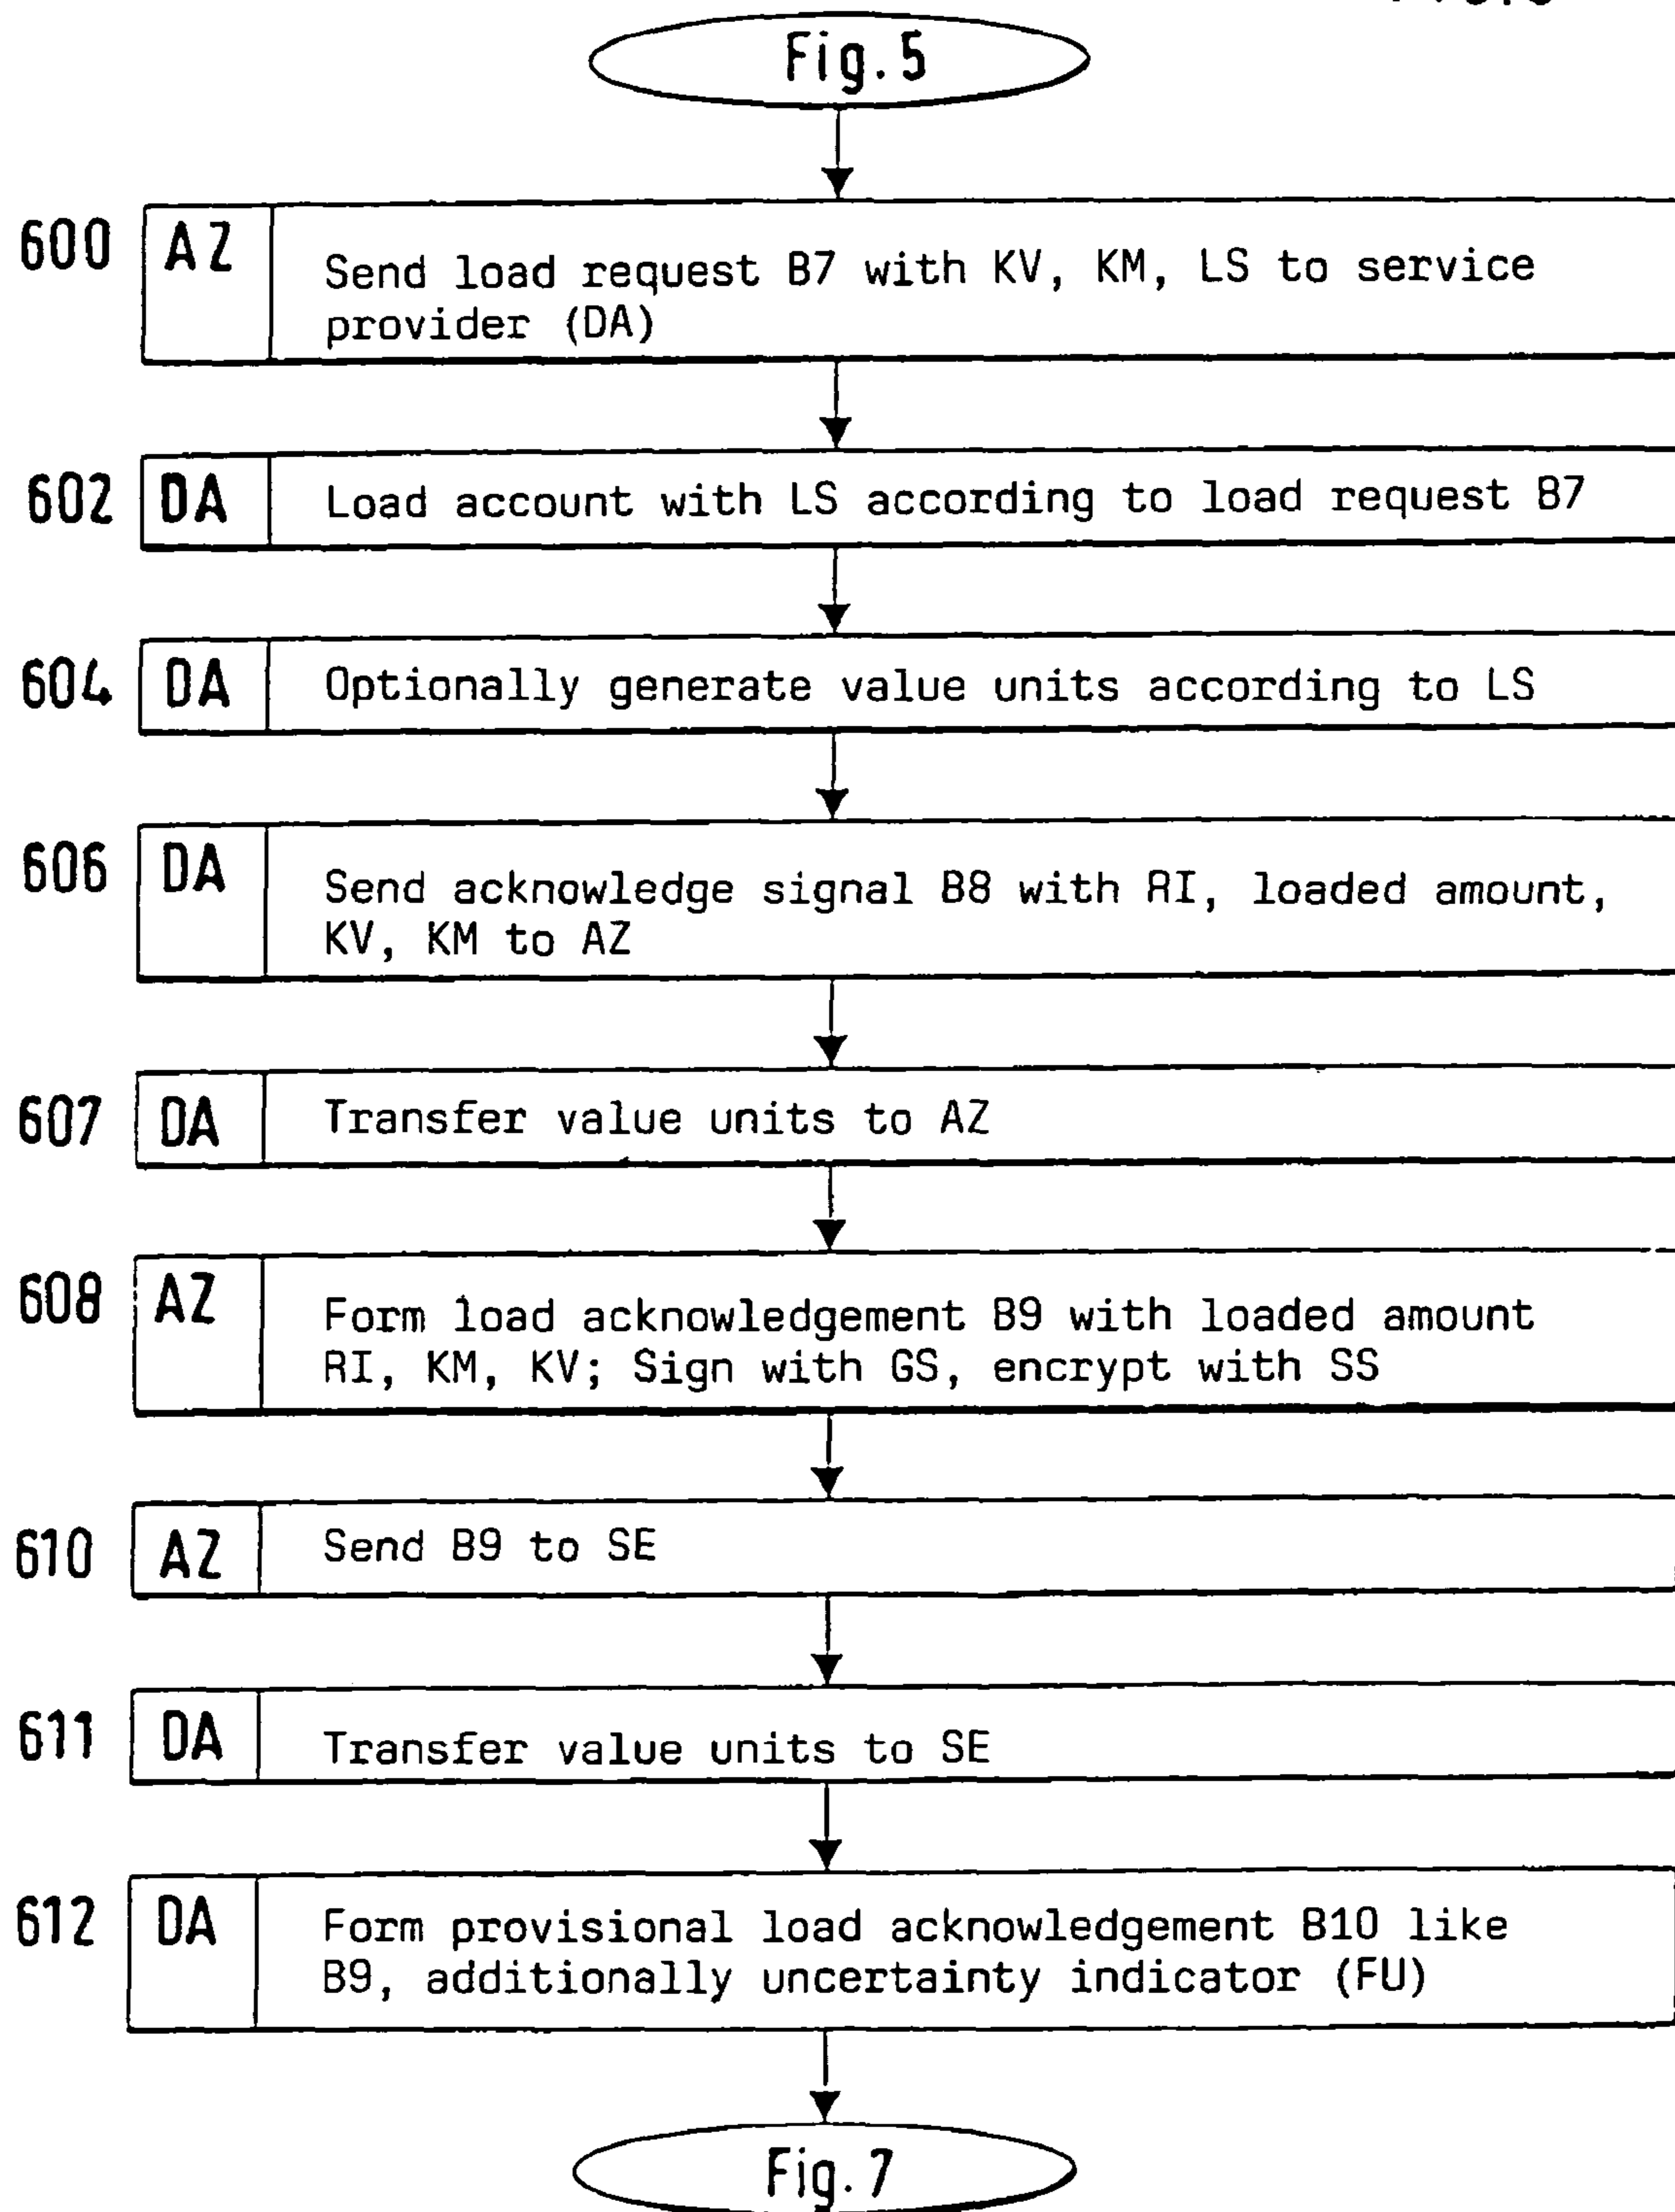 Fig. 5
600 AZ Send load request B7 with KV, KM, LS to service
provider (DA)
602 DA Load account with LS according to load request B7
604 DA Optionally generate value units according to LS
606 DA Send acknowledge signal B8 with RI, loaded amount,
KV, KM to AZ
607 DA Transfer value units to AZ
608 AZ Form load acknowledgement B9 with loaded amount
RI, KM, KV; Sign with GS, encrypt with SS
610 AZ Send B9 to SE
611 DA Transfer value units to SE
612 DA Form provisional load acknowledgement B10 like
B9, additionally uncertainty indicator (FU)
Fig. 7